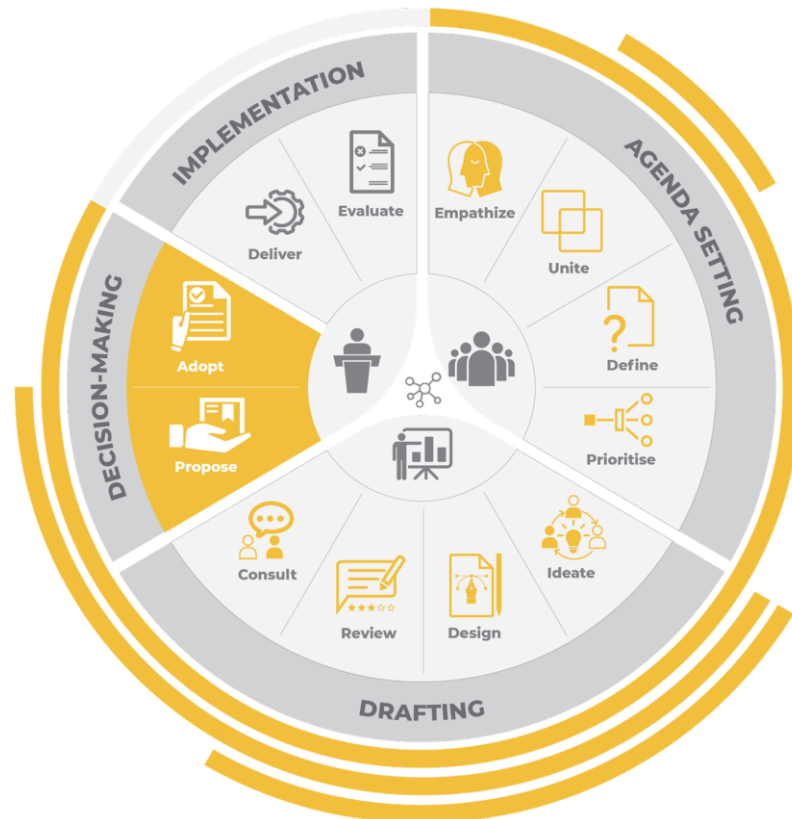 IMPLEMENTATION
AGENDA SETTING
Evaluate
Empathize
Deliver
Unite
DECISION-MAKING
Adopt
Define
Propose
Prioritise
Consult
Ideate
Review
Design
DRAFTING